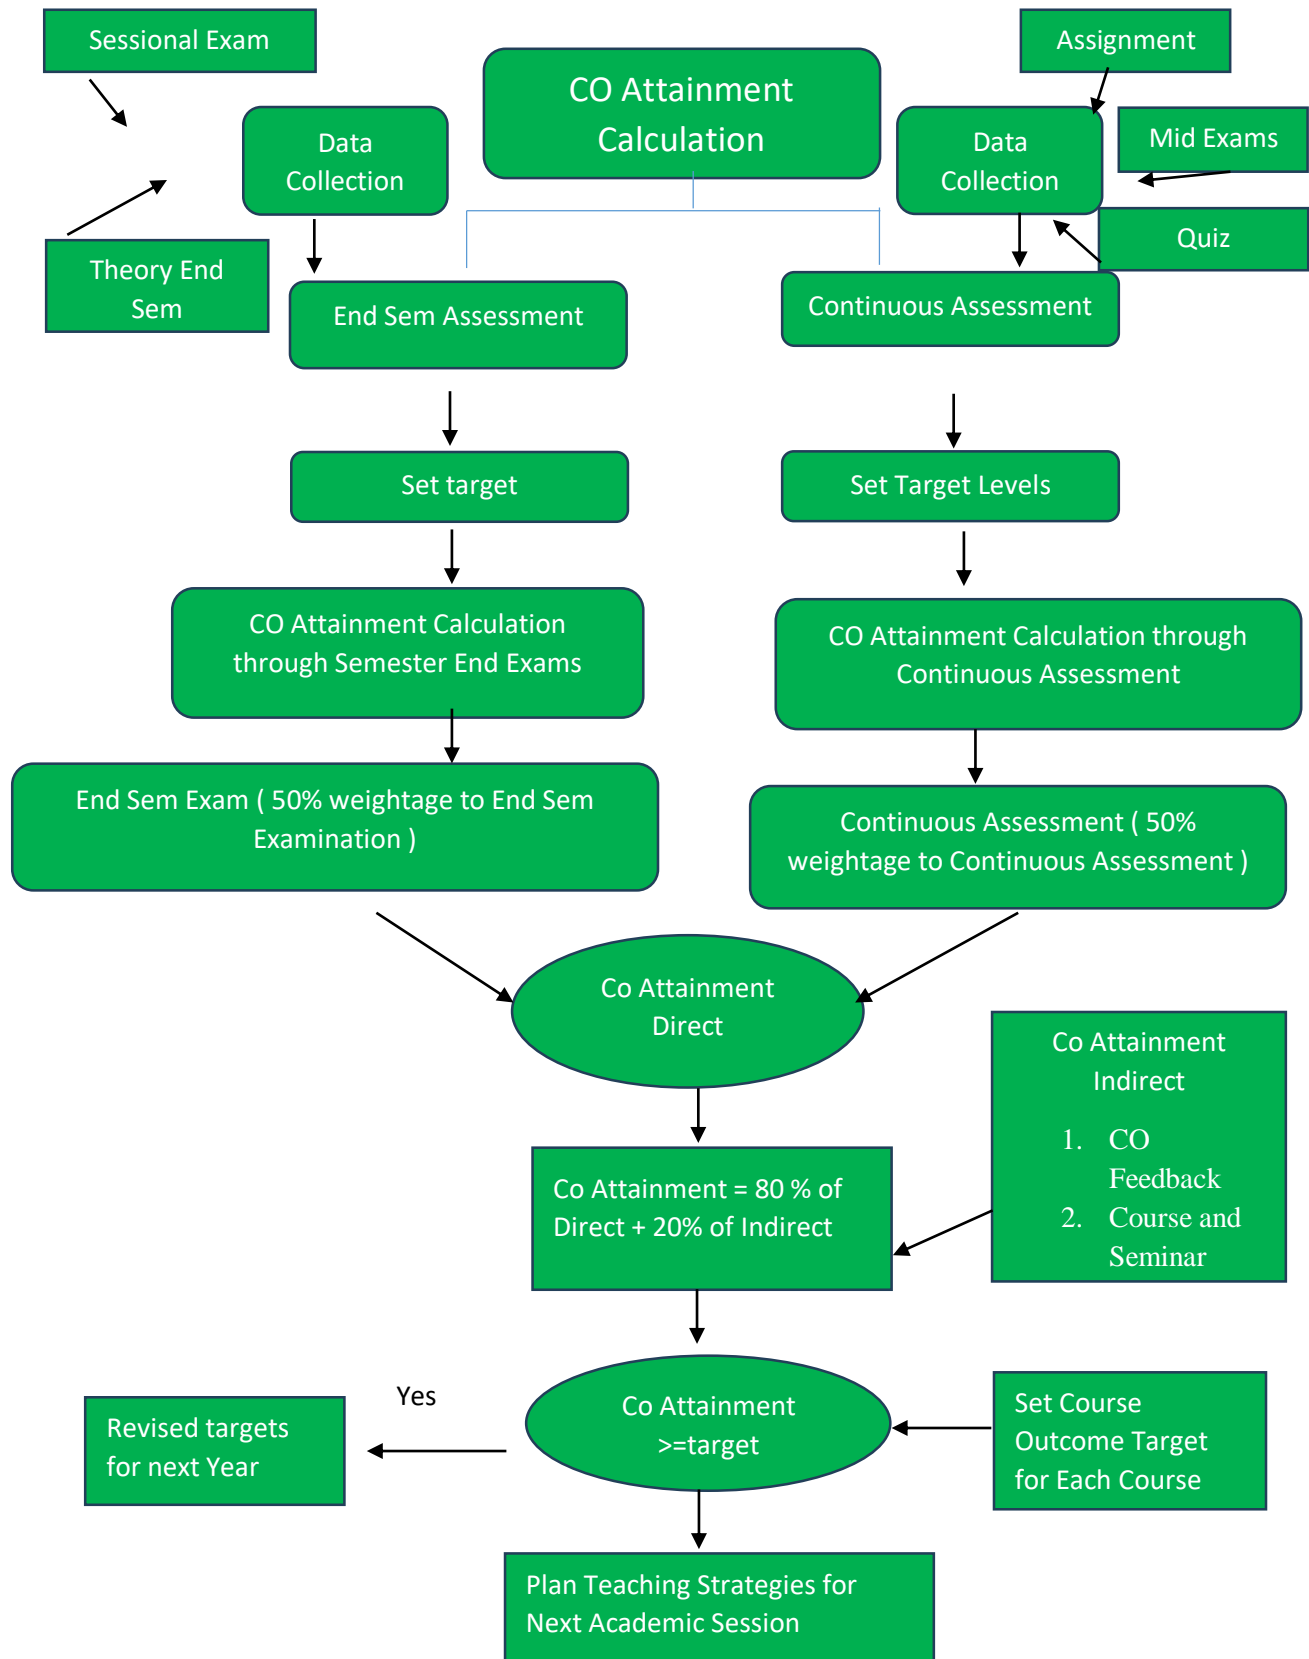 Sessional Exam
CO Attainment
Calculation
Assignment
Data
Collection
Data
Collection
Mid Exams
Theory End
Sem
Quiz
End Sem Assessment
Continuous Assessment
Set target
Set Target Levels
CO Attainment Calculation
through Semester End Exams
CO Attainment Calculation through
Continuous Assessment
End Sem Exam ( 50% weightage to End Sem
Examination )
Continuous Assessment ( 50%
weightage to Continuous Assessment )
Co Attainment
Direct
Co Attainment
Indirect
1. CO
Feedback
2. Course and
Seminar
Co Attainment = 80 % of
Direct + 20% of Indirect
Yes
Revised targets
for next Year
Co Attainment
>=target
Set Course
Outcome Target
for Each Course
Plan Teaching Strategies for
Next Academic Session